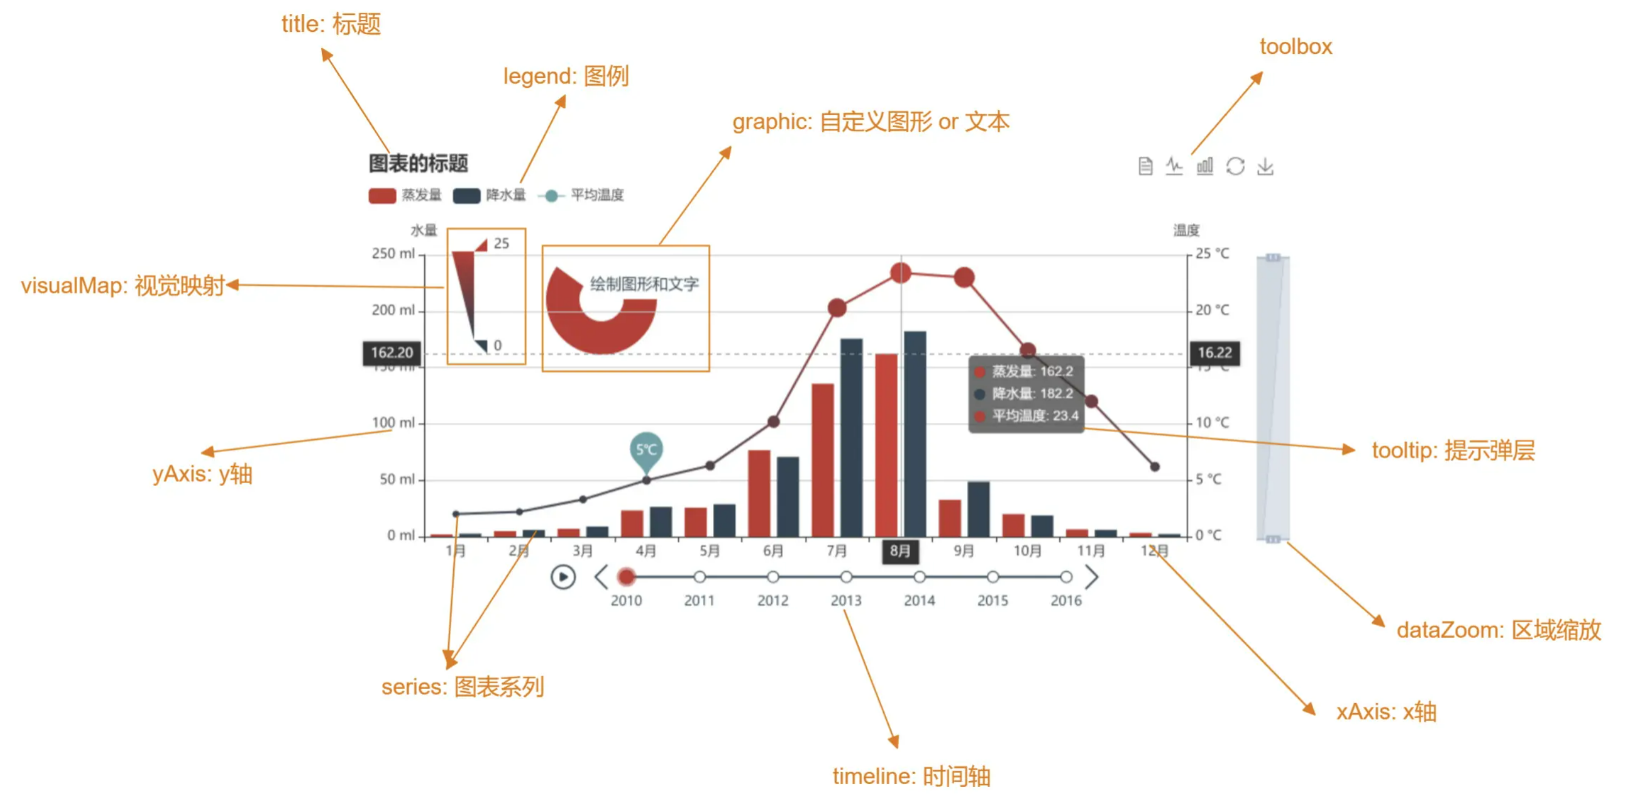 title: 标题
toolbox
legend: 图例
graphic: 自定义图形 or 文本
图表的标题
蒸发量 降水量 平均温度
水量 温度
25
250 ml 25 °C
绘制图形和文字
visualMap: 视觉映射
200 ml 20 °C
0
162.20 16.22
150 ml 15 °C
蒸发量: 162.2
降水量: 182.2
平均温度: 23.4
100 ml 10 °C
5°C
tooltip: 提示弹层
yAxis: y轴
50 ml 5 °C
0 ml 0 °C
1月 2月 3月 4月 5月 6月 7月 8月 9月 10月 11月 12月
2010 2011 2012 2013 2014 2015 2016
dataZoom: 区域缩放
series: 图表系列
xAxis: x轴
timeline: 时间轴